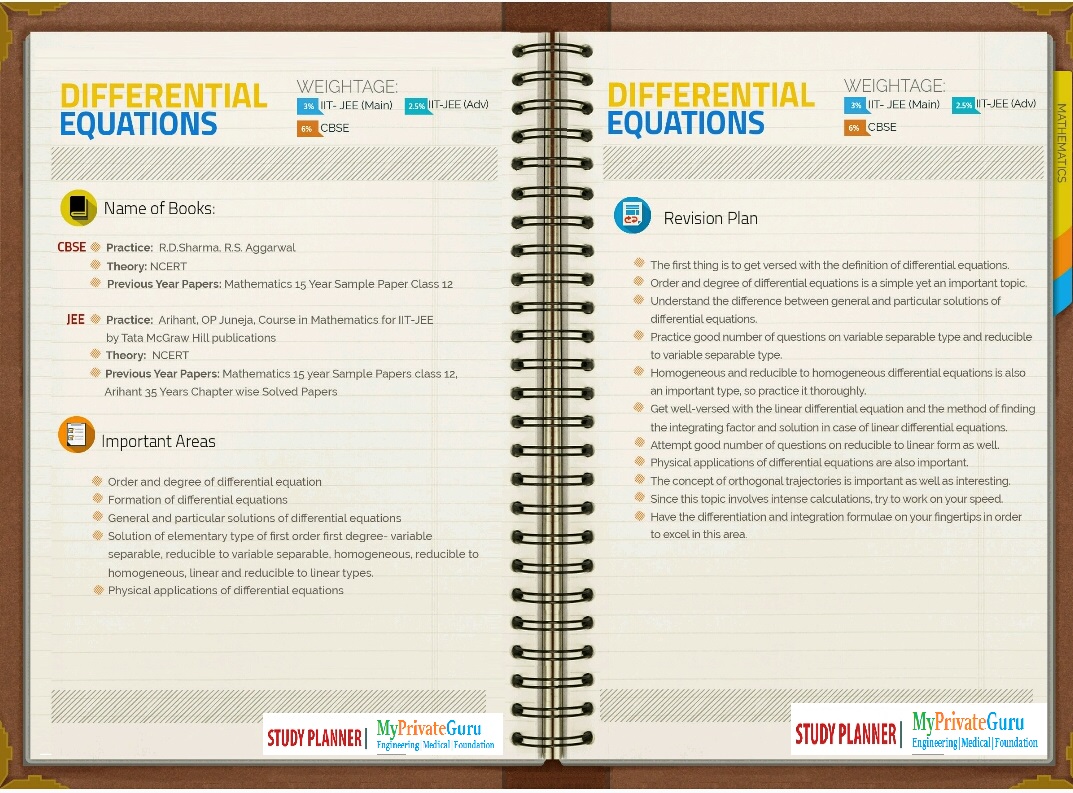 DIFFERENTIAL
EQUATIONS
WEIGHTAGE:
3% IIT- JEE (Main) 2.5% IIT-JEE (Adv)
6% CBSE
Name of Books:
CBSE Practice: R.D.Sharma, R.S. Aggarwal
Theory: NCERT
Previous Year Papers: Mathematics 15 Year Sample Paper Class 12
JEE Practice: Arihant, OP Juneja, Course in Mathematics for IIT-JEE
by Tata McGraw Hill publications
Theory: NCERT
Previous Year Papers: Mathematics 15 year Sample Papers class 12,
Arihant 35 Years Chapter wise Solved Papers
Important Areas
Order and degree of differential equation
Formation of differential equations
General and particular solutions of differential equations
Solution of elementary type of first order first degree- variable
separable, reducible to variable separable, homogeneous, reducible to
homogeneous, linear and reducible to linear types.
Physical applications of differential equations
STUDY PLANNER | MyPrivateGuru
Engineering Medical Foundation
DIFFERENTIAL
EQUATIONS
WEIGHTAGE:
3% IIT- JEE (Main) 2.5% IIT-JEE (Adv)
6% CBSE
Revision Plan
The first thing is to get versed with the definition of differential equations.
Order and degree of differential equations is a simple yet an important topic.
Understand the difference between general and particular solutions of
differential equations.
Practice good number of questions on variable separable type and reducible
to variable separable type.
Homogeneous and reducible to homogeneous differential equations is also
an important type, so practice it thoroughly.
Get well-versed with the linear differential equation and the method of finding
the integrating factor and solution in case of linear differential equations.
Attempt good number of questions on reducible to linear form as well.
Physical applications of differential equations are also important.
The concept of orthogonal trajectories is important as well as interesting.
Since this topic involves intense calculations, try to work on your speed.
Have the differentiation and integration formulae on your fingertips in order
to excel in this area.
STUDY PLANNER | MyPrivateGuru
Engineering|Medical|Foundation
MATHEMATICS